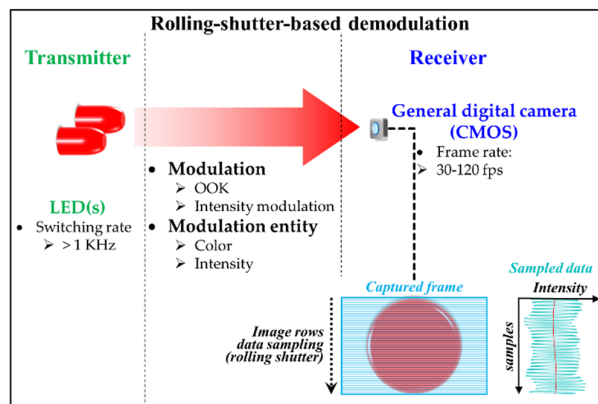 Rolling-shutter-based demodulation
Transmitter
Receiver
General digital camera
(CMOS)
• Frame rate:
➢ 30-120 fps
• Modulation
➢ OOK
➢ Intensity modulation
• Modulation entity
➢ Color
➢ Intensity
LED(s)
• Switching rate
➢ > 1 KHz
Captured frame
Image rows
data sampling
(rolling shutter)
Sampled data
Intensity
samples